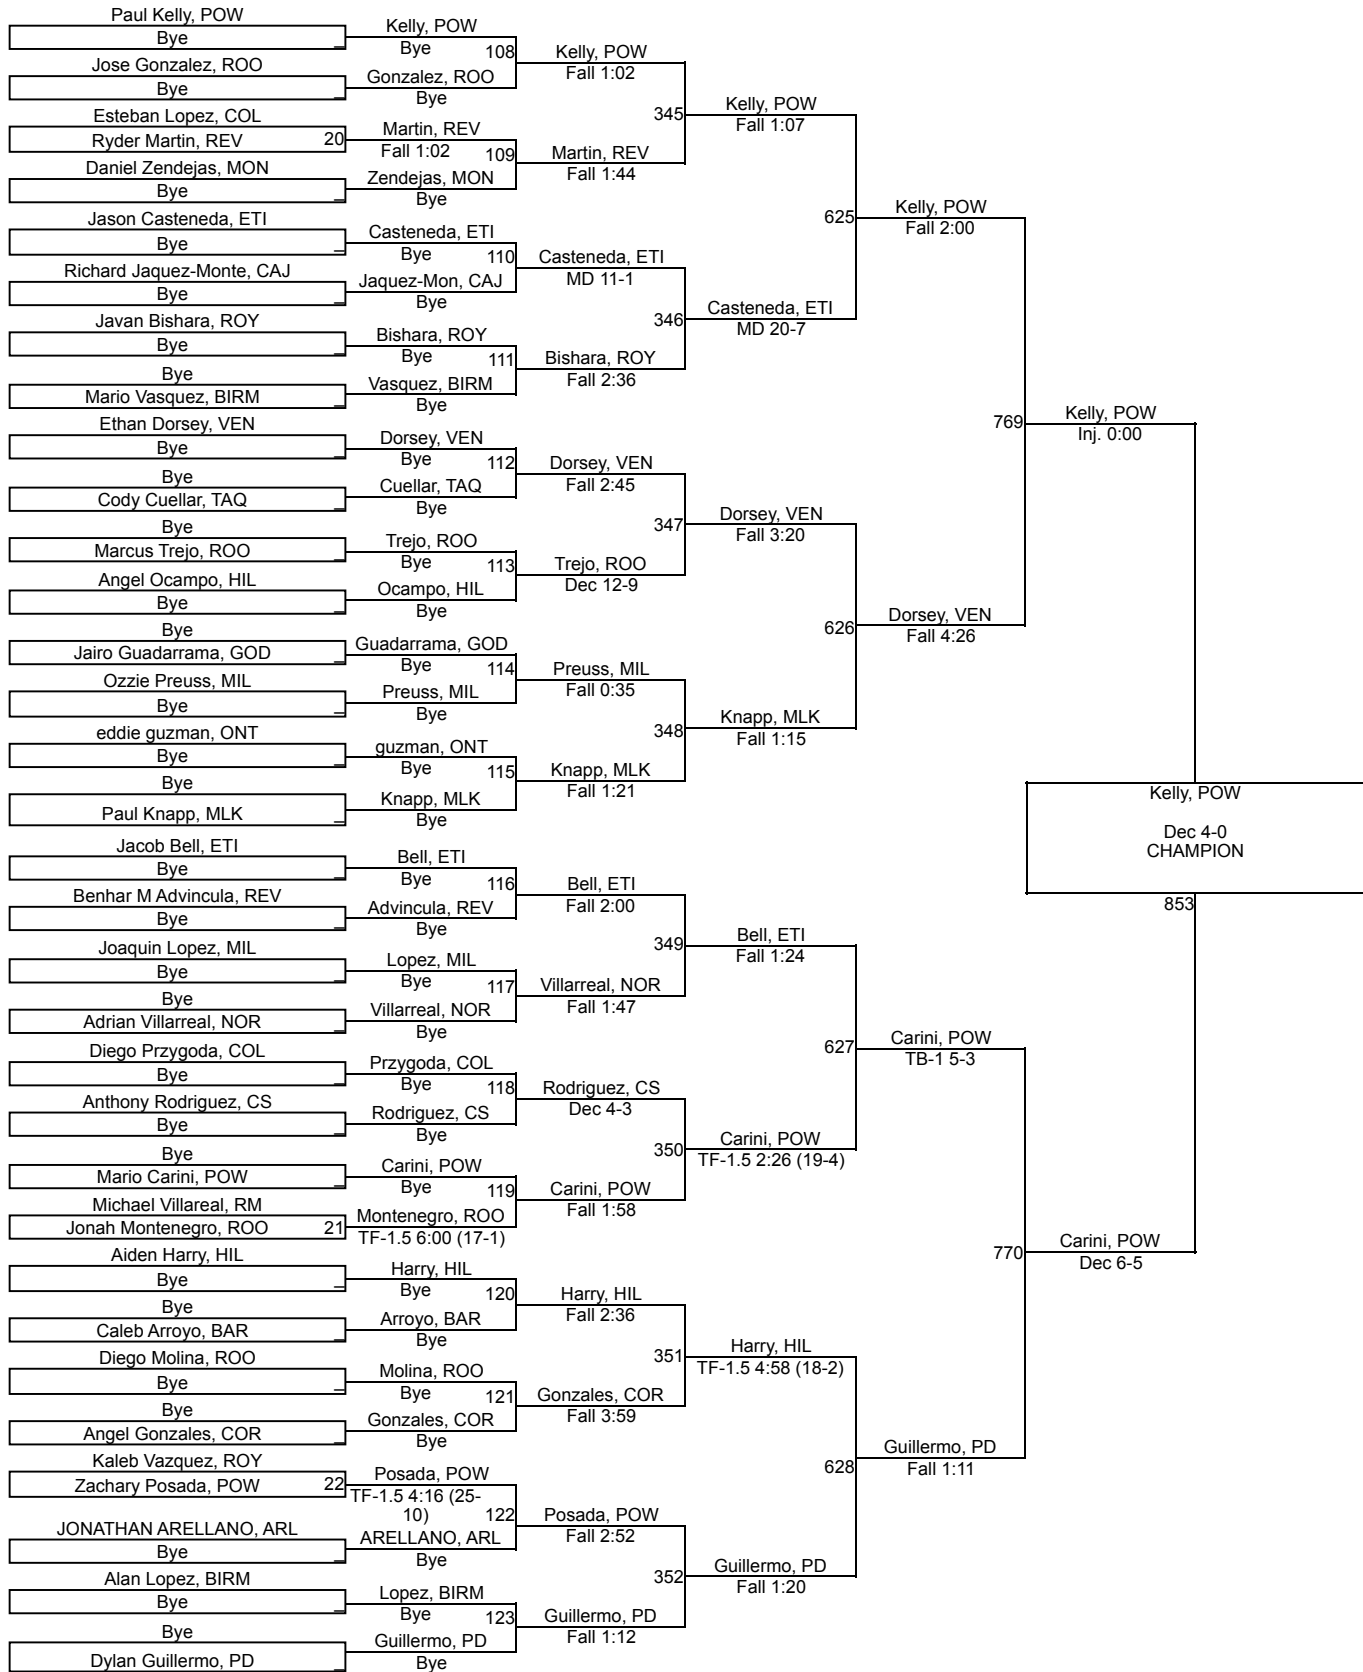 Paul Kelly, POW
Bye
Jose Gonzalez, ROO
Bye
Esteban Lopez, COL
Ryder Martin, REV 20
Daniel Zendejas, MON
Bye
Jason Casteneda, ETI
Bye
Richard Jaquez-Monte, CAJ
Bye
Javan Bishara, ROY
Bye
Bye
Mario Vasquez, BIRM
Ethan Dorsey, VEN
Bye
Bye
Cody Cuellar, TAQ
Bye
Marcus Trejo, ROO
Angel Ocampo, HIL
Bye
Bye
Jairo Guadarrama, GOD
Ozzie Preuss, MIL
Bye
eddie guzman, ONT
Bye
Bye
Paul Knapp, MLK
Jacob Bell, ETI
Bye
Benhar M Advincula, REV
Bye
Joaquin Lopez, MIL
Bye
Bye
Adrian Villarreal, NOR
Diego Przygoda, COL
Bye
Anthony Rodriguez, CS
Bye
Bye
Mario Carini, POW
Michael Villareal, RM
Jonah Montenegro, ROO 21
Aiden Harry, HIL
Bye
Bye
Caleb Arroyo, BAR
Diego Molina, ROO
Bye
Bye
Angel Gonzales, COR
Kaleb Vazquez, ROY
Zachary Posada, POW 22
JONATHAN ARELLANO, ARL
Bye
Alan Lopez, BIRM
Bye
Bye
Dylan Guillermo, PD
Kelly, POW
Bye 108
Gonzalez, ROO
Bye
Martin, REV
Fall 1:02 109
Zendejas, MON
Bye
Casteneda, ETI
Bye 110
Jaquez-Mon, CAJ
Bye
Bishara, ROY
Bye 111
Vasquez, BIRM
Bye
Dorsey, VEN
Bye 112
Cuellar, TAQ
Bye
Trejo, ROO
Bye 113
Ocampo, HIL
Bye
Guadarrama, GOD
Bye 114
Preuss, MIL
Bye
guzman, ONT
Bye 115
Knapp, MLK
Bye
Bell, ETI
Bye 116
Advincula, REV
Bye
Lopez, MIL
Bye 117
Villarreal, NOR
Bye
Przygoda, COL
Bye 118
Rodriguez, CS
Bye
Carini, POW
Bye 119
Montenegro, ROO
TF-1.5 6:00 (17-1)
Harry, HIL
Bye 120
Arroyo, BAR
Bye
Molina, ROO
Bye 121
Gonzales, COR
Bye
Posada, POW
TF-1.5 4:16 (25-
10) 122
ARELLANO, ARL
Bye
Lopez, BIRM
Bye 123
Guillermo, PD
Bye
Kelly, POW
Fall 1:02
345
Martin, REV
Fall 1:44
Casteneda, ETI
MD 11-1
346
Bishara, ROY
Fall 2:36
Dorsey, VEN
Fall 2:45
347
Trejo, ROO
Dec 12-9
Preuss, MIL
Fall 0:35
348
Knapp, MLK
Fall 1:21
Bell, ETI
Fall 2:00
349
Villarreal, NOR
Fall 1:47
Rodriguez, CS
Dec 4-3
350
Carini, POW
Fall 1:58
Harry, HIL
Fall 2:36
351
Gonzales, COR
Fall 3:59
Posada, POW
Fall 2:52
352
Guillermo, PD
Fall 1:12
Kelly, POW
Fall 1:07
625
Casteneda, ETI
MD 20-7
Dorsey, VEN
Fall 3:20
626
Knapp, MLK
Fall 1:15
Bell, ETI
Fall 1:24
627
Carini, POW
TF-1.5 2:26 (19-4)
Harry, HIL
TF-1.5 4:58 (18-2)
628
Guillermo, PD
Fall 1:20
Kelly, POW
Fall 2:00
769
Dorsey, VEN
Fall 4:26
Carini, POW
TB-1 5-3
770
Guillermo, PD
Fall 1:11
Kelly, POW
Inj. 0:00
Kelly, POW
Dec 4-0
CHAMPION
853
Carini, POW
Dec 6-5